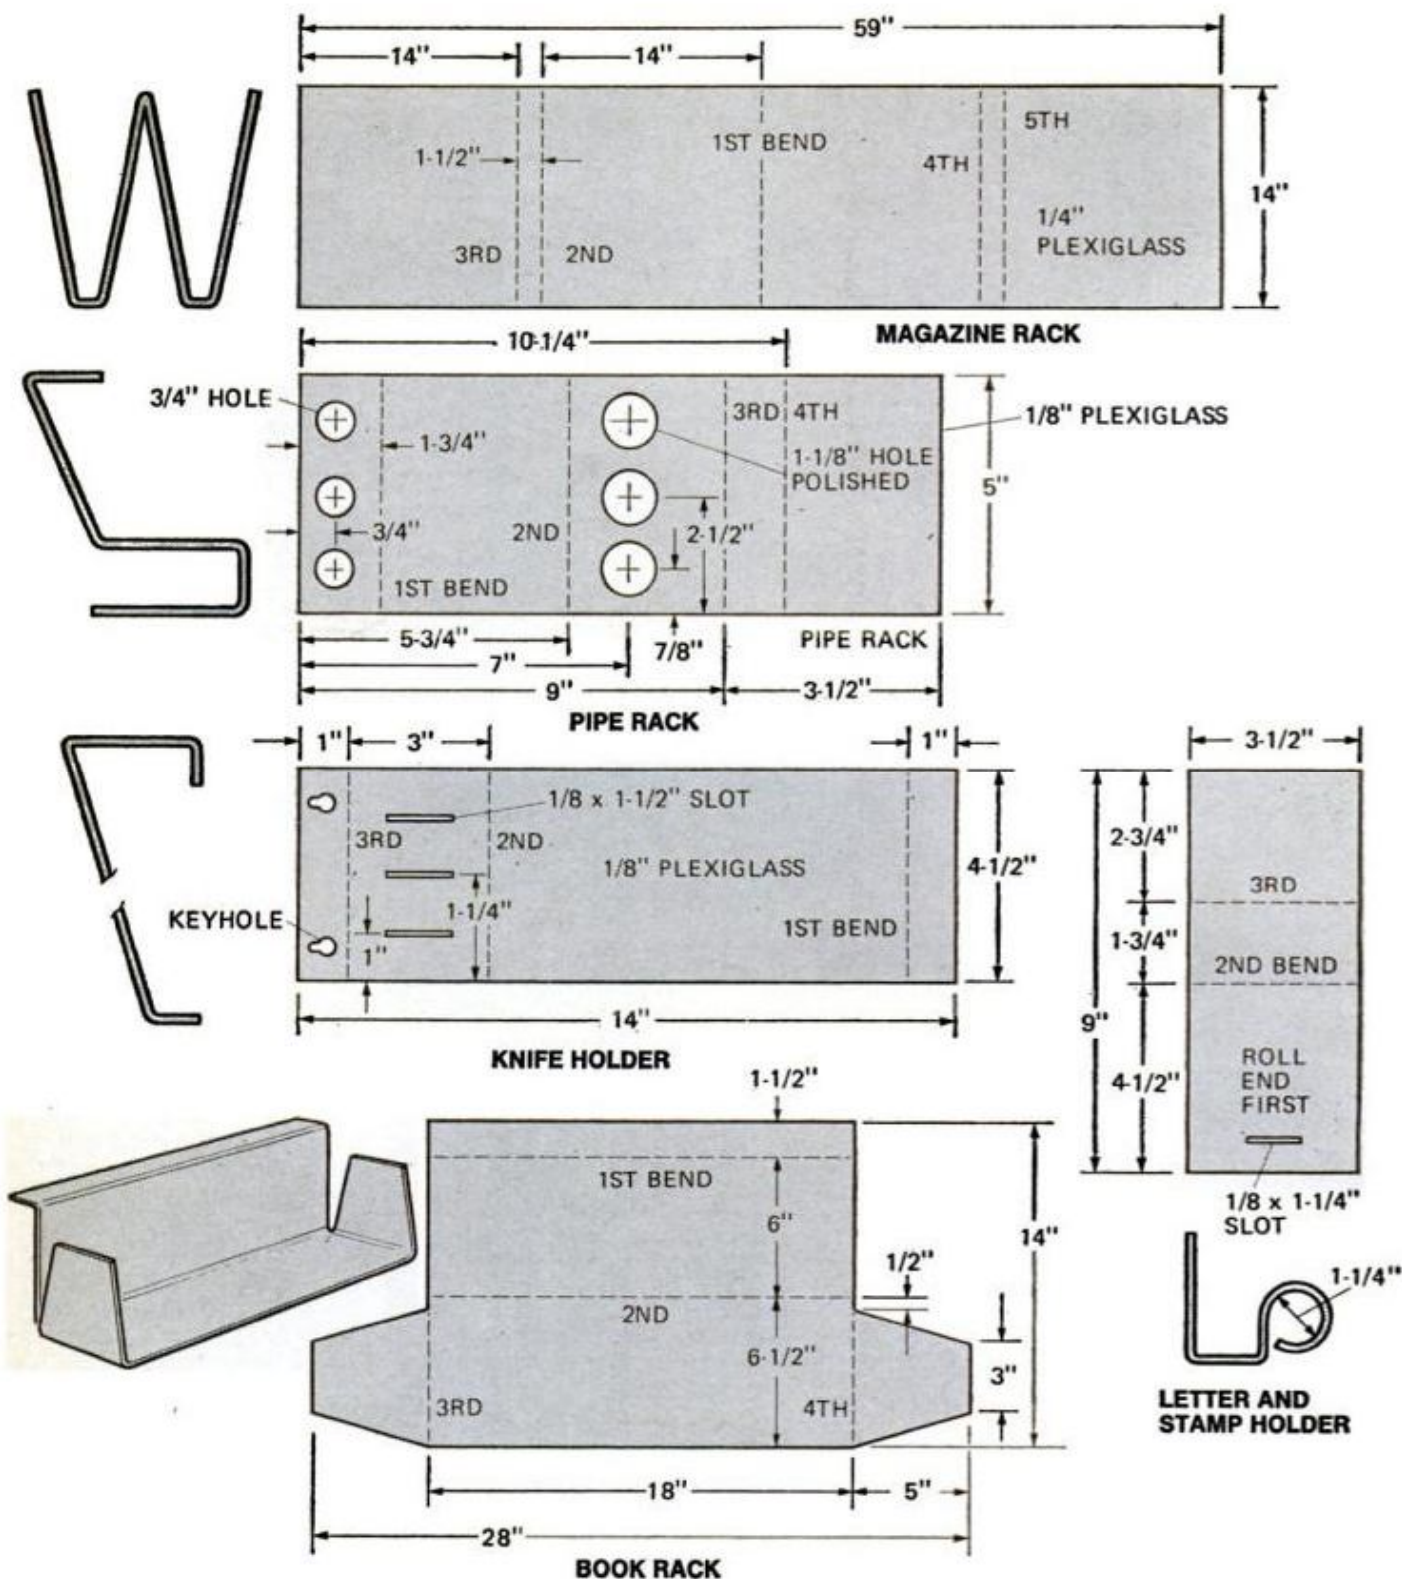 59"
14"
14"
1ST BEND
5TH
1-1/2"
4TH
14"
1/4"
PLEXIGLASS
3RD
2ND
MAGAZINE RACK
10-1/4"
3/4" HOLE
3RD
4TH
1/8" PLEXIGLASS
1-3/4"
1-1/8" HOLE
POLISHED
5"
3/4"
2ND
2-1/2"
1ST BEND
5-3/4"
7/8"
PIPE RACK
7"
9"
3-1/2"
PIPE RACK
1"
3"
1"
1/8 x 1-1/2" SLOT
3RD
2ND
1/8" PLEXIGLASS
4-1/2"
KEYHOLE
1-1/4"
1ST BEND
1"
14"
KNIFE HOLDER
3-1/2"
2-3/4"
3RD
1-3/4"
2ND BEND
9"
4-1/2"
ROLL
END
FIRST
1/8 x 1-1/4"
SLOT
1-1/4"
LETTER AND
STAMP HOLDER
1-1/2"
1ST BEND
6"
14"
1/2"
2ND
6-1/2"
3"
3RD
4TH
18"
5"
28"
BOOK RACK